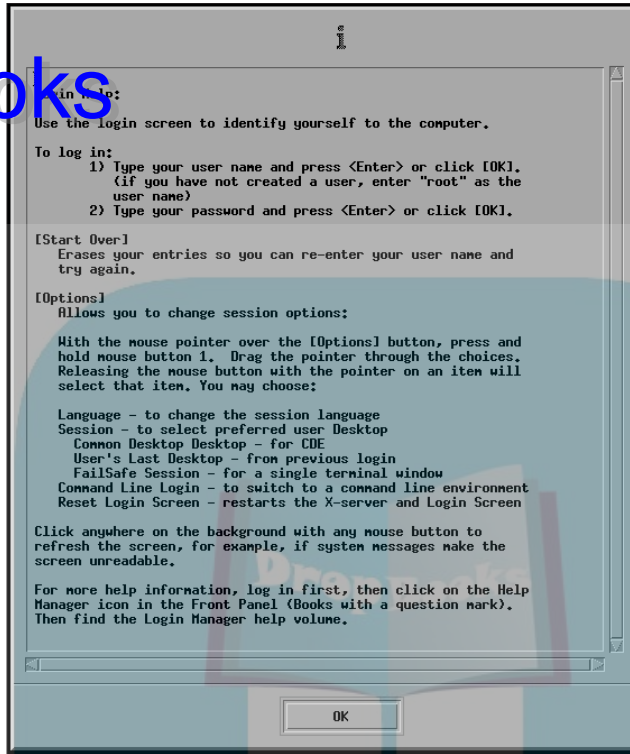 i
oks
Login Help:
Use the login screen to identify yourself to the computer.
To log in:
1) Type your user name and press <Enter> or click [OK].
(if you have not created a user, enter "root" as the
user name)
2) Type your password and press <Enter> or click [OK].
[Start Over]
Erases your entries so you can re-enter your user name and
try again.
[Options]
Allows you to change session options:
With the mouse pointer over the [Options] button, press and
hold mouse button 1. Drag the pointer through the choices.
Releasing the mouse button with the pointer on an item will
select that item. You may choose:
Language - to change the session language
Session - to select preferred user Desktop
Common Desktop Desktop - for CDE
User's Last Desktop - from previous login
FailSafe Session - for a single terminal window
Command Line Login - to switch to a command line environment
Reset Login Screen - restarts the X-server and Login Screen
Click anywhere on the background with any mouse button to
refresh the screen, for example, if system messages make the
screen unreadable.
DropBooks
For more help information, log in first, then click on the Help
Manager icon in the Front Panel (Books with a question mark).
Then find the Login Manager help volume.
OK